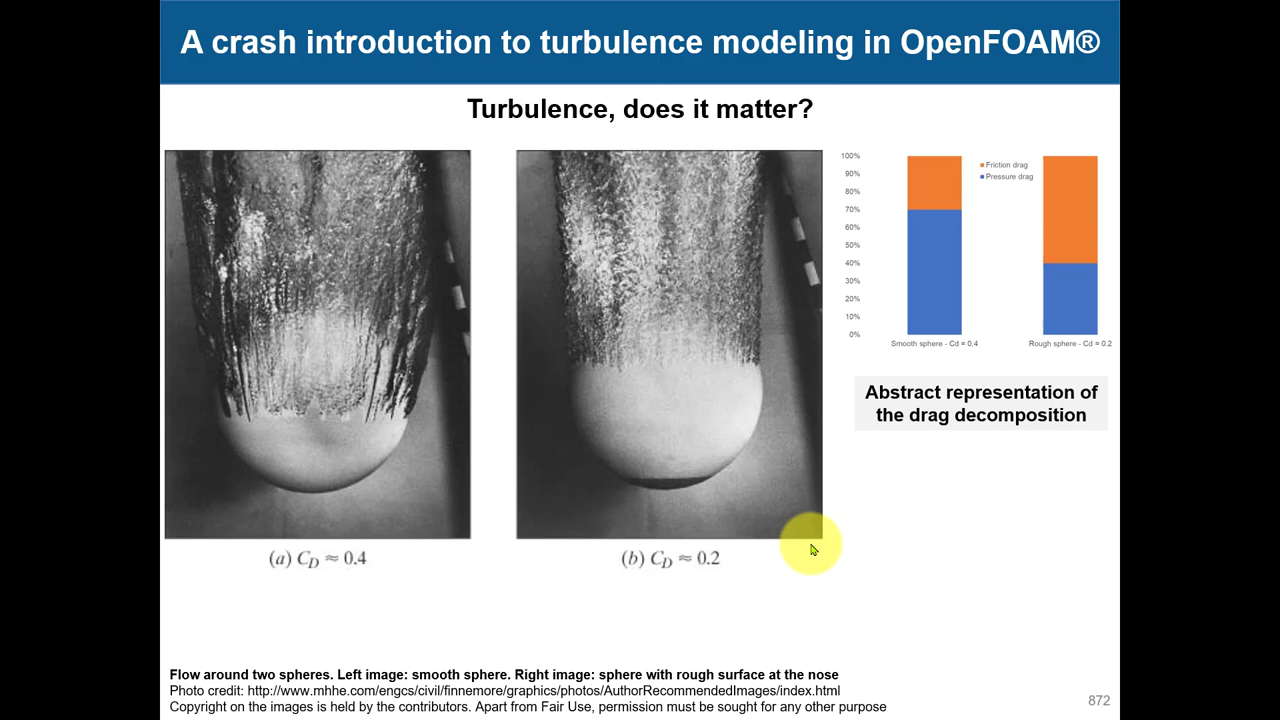 A crash introduction to turbulence modeling in OpenFOAM®
Turbulence, does it matter?
100%
90%
80%
70%
60%
50%
40%
30%
20%
10%
0%
Friction drag
Pressure drag
Smooth sphere - Cd = 0.4
Rough sphere - Cd = 0.2
Abstract representation of
the drag decomposition
(a) C_D ≈ 0.4
(b) C_D ≈ 0.2
Flow around two spheres. Left image: smooth sphere. Right image: sphere with rough surface at the nose
Photo credit: http://www.mhhe.com/engcs/civil/finnemore/graphics/photos/AuthorRecommendedImages/index.html
Copyright on the images is held by the contributors. Apart from Fair Use, permission must be sought for any other purpose
872